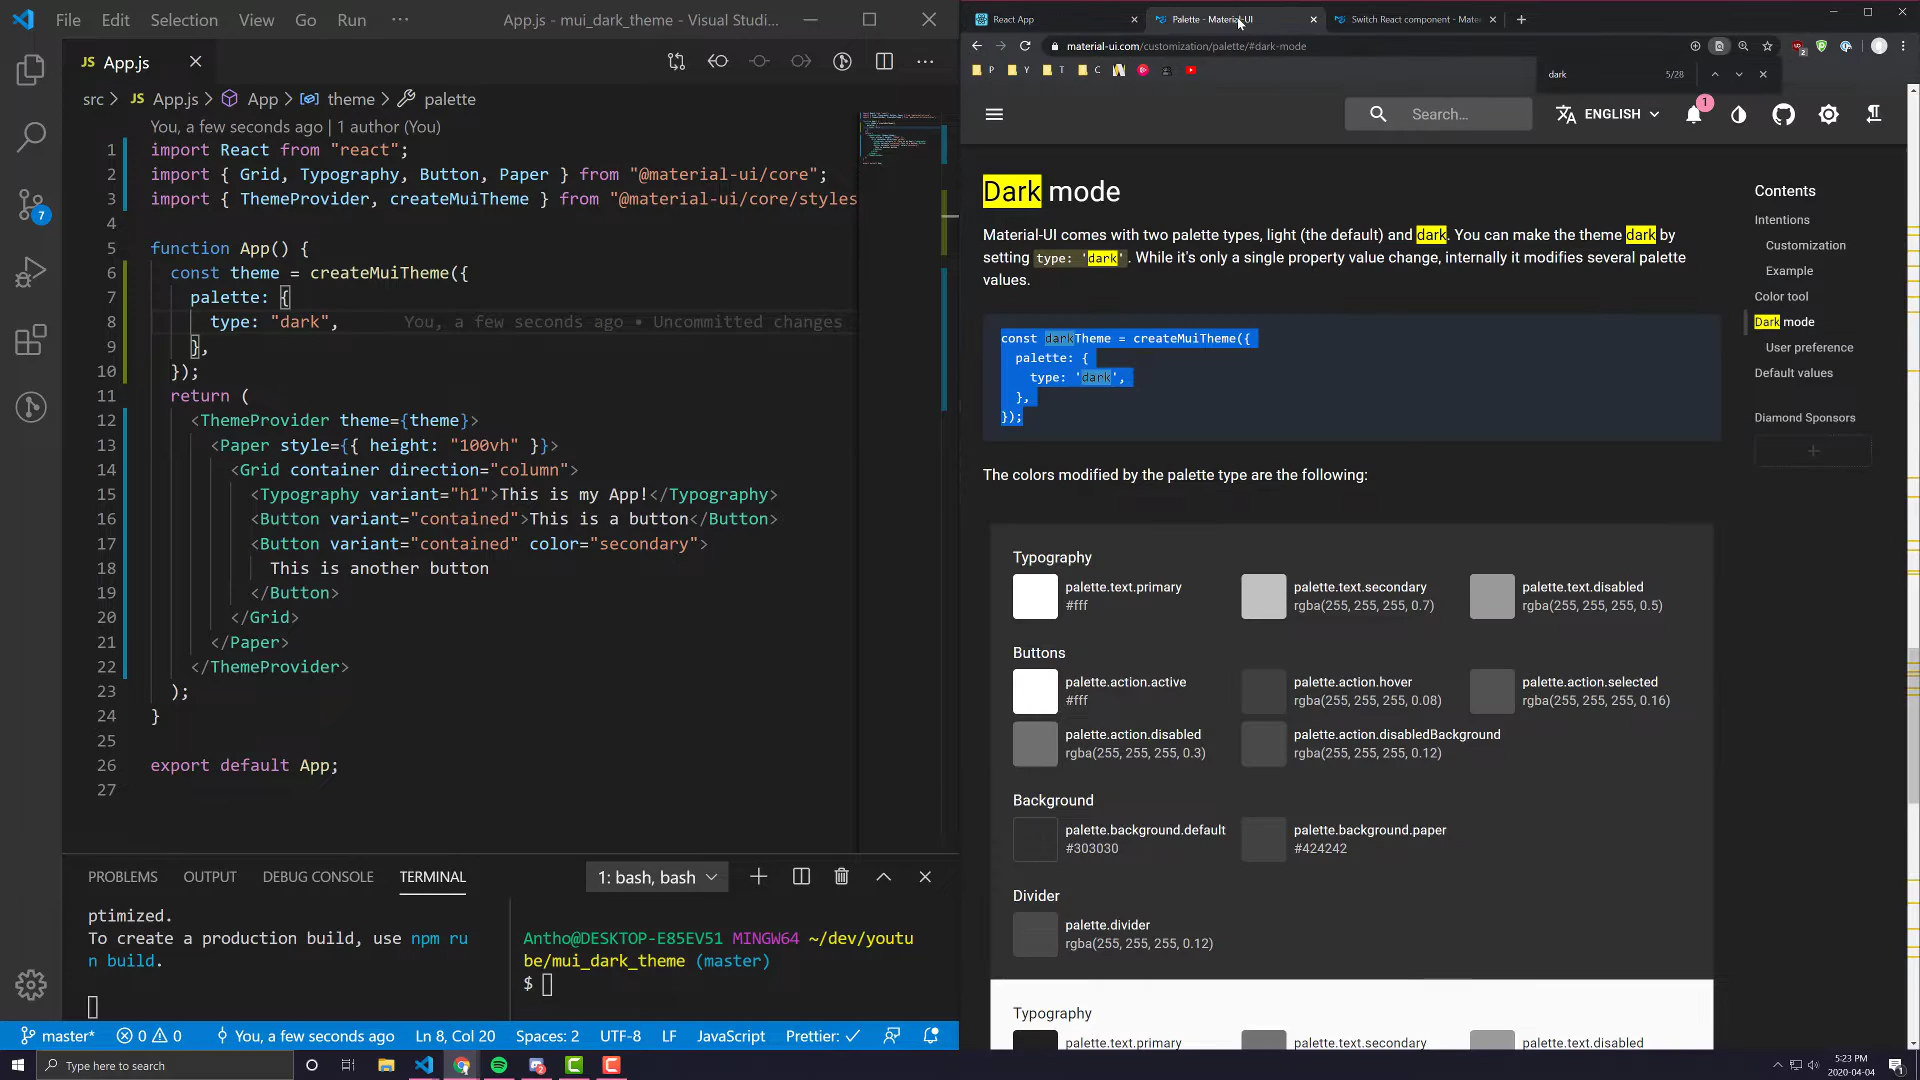 File Edit Selection View Go Run ···
App.js - mui_dark_theme - Visual Studi...
JS App.js
src > JS App.js > App > theme > palette
You, a few seconds ago | 1 author (You)
1 import React from "react";
2 import { Grid, Typography, Button, Paper } from "@material-ui/core";
3 import { ThemeProvider, createMuiTheme } from "@material-ui/core/styles
4
5 function App() {
6 const theme = createMuiTheme({
7 palette: {
8 type: "dark", You, a few seconds ago • Uncommitted changes
9 },
10 });
11 return (
12 <ThemeProvider theme={theme}>
13 <Paper style={{ height: "100vh" }}>
14 <Grid container direction="column">
15 <Typography variant="h1">This is my App!</Typography>
16 <Button variant="contained">This is a button</Button>
17 <Button variant="contained" color="secondary">
18 This is another button
19 </Button>
20 </Grid>
21 </Paper>
22 </ThemeProvider>
23 );
24 }
25
26 export default App;
27
7
PROBLEMS OUTPUT DEBUG CONSOLE TERMINAL 1: bash, bash
ptimized.
To create a production build, use npm ru
n build.
Antho@DESKTOP-E85EV51 MINGW64 ~/dev/youtu
be/mui_dark_theme (master)
$
master* 0 0 You, a few seconds ago Ln 8, Col 20 Spaces: 2 UTF-8 LF JavaScript Prettier: ✓
React App
Palette - Material-UI
Switch React component - Mate
material-ui.com/customization/palette/#dark-mode
P Y T C
dark 5/28
Search...
ENGLISH
1
Dark mode
Material-UI comes with two palette types, light (the default) and dark. You can make the theme dark by
setting type: 'dark'. While it's only a single property value change, internally it modifies several palette
values.
const darkTheme = createMuiTheme({
palette: {
type: 'dark',
},
});
The colors modified by the palette type are the following:
Typography
palette.text.primary
#fff
palette.text.secondary
rgba(255, 255, 255, 0.7)
palette.text.disabled
rgba(255, 255, 255, 0.5)
Buttons
palette.action.active
#fff
palette.action.hover
rgba(255, 255, 255, 0.08)
palette.action.selected
rgba(255, 255, 255, 0.16)
palette.action.disabled
rgba(255, 255, 255, 0.3)
palette.action.disabledBackground
rgba(255, 255, 255, 0.12)
Background
palette.background.default
#303030
palette.background.paper
#424242
Divider
palette.divider
rgba(255, 255, 255, 0.12)
Typography
palette.text.primary
palette.text.secondary
palette.text.disabled
Contents
Intentions
Customization
Example
Color tool
Dark mode
User preference
Default values
Diamond Sponsors
Type here to search
5:23 PM
2020-04-04